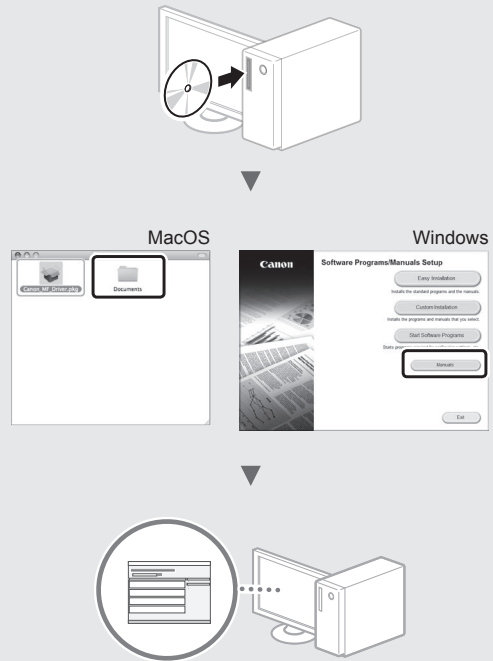 MacOS
Windows
Canon_MF_Driver.pkg
Documents
Canon
Software Programs/Manuals Setup
Easy Installation
Installs the standard programs and the manuals.
Custom Installation
Installs the programs and manuals that you select.
Start Software Programs
Manuals
Exit